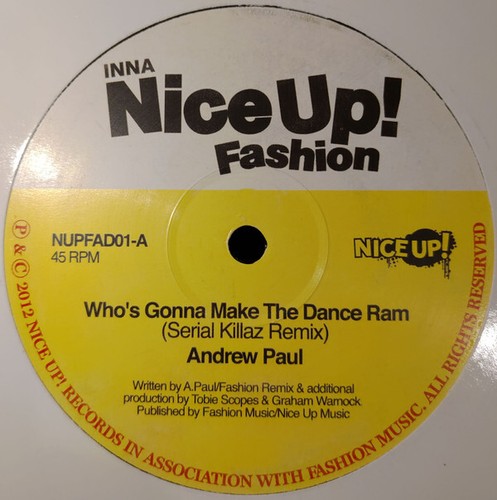 INNA
Nice Up!
Fashion
NUPFAD01-A
45 RPM
NICE UP!
Who's Gonna Make The Dance Ram
(Serial Killaz Remix)
Andrew Paul
Written by A.Paul/Fashion Remix & additional
production by Tobie Scopes & Graham Warnock.
Published by Fashion Music/Nice Up Music
℗ & © 2012 NICE UP! RECORDS IN ASSOCIATION WITH FASHION MUSIC. ALL RIGHTS RESERVED